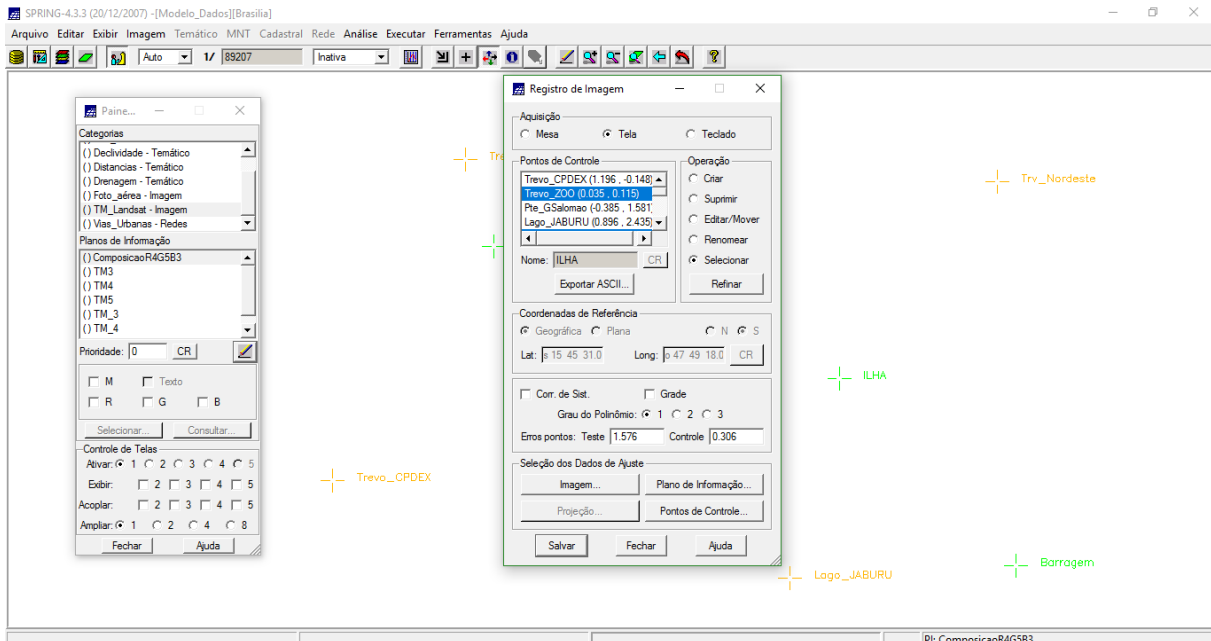 SPRING-4.3.3 (20/12/2007) -[Modelo_Dados][Brasilia]
Arquivo Editar Exibir Imagem Temático MNT Cadastral Rede Análise Executar Ferramentas Ajuda
Auto 1/ 89207 Inativa
Paine...
Categorias
() Declividade - Temático
() Distancias - Temático
() Drenagem - Temático
() Foto_aérea - Imagem
() TM_Landsat - Imagem
() Vias_Urbanas - Redes
Planos de Informação
() ComposicaoR4G5B3
() TM3
() TM4
() TM5
() TM_3
() TM_4
Prioridade: 0 CR
M Texto
R G B
Selecionar... Consultar...
Controle de Telas
Ativar: 1 2 3 4 5
Exibir: 2 3 4 5
Acoplar: 2 3 4 5
Ampliar: 1 2 4 8
Fechar Ajuda
Registro de Imagem
Aquisição
Mesa Tela Teclado
Pontos de Controle
Trevo_CPDEX (1.196 , -0.148)
Trevo_ZOO (0.035 , 0.115)
Pte_GSalomao (-0.385 , 1.581)
Lago_JABURU (0.896 , 2.435)
Nome: ILHA CR
Exportar ASCII...
Operação
Criar
Suprimir
Editar/Mover
Renomear
Selecionar
Refinar
Coordenadas de Referência
Geográfica Plana N S
Lat: s 15 45 31.0 Long: o 47 49 18.0 CR
Corr. de Sist. Grade
Grau do Polinômio: 1 2 3
Erros pontos: Teste 1.576 Controle 0.306
Seleção dos Dados de Ajuste
Imagem... Plano de Informação...
Projeção... Pontos de Controle...
Salvar Fechar Ajuda
Trv_Nordeste
ILHA
Trevo_CPDEX
Barragem
Lago_JABURU
PI: ComposicaoR4G5B3